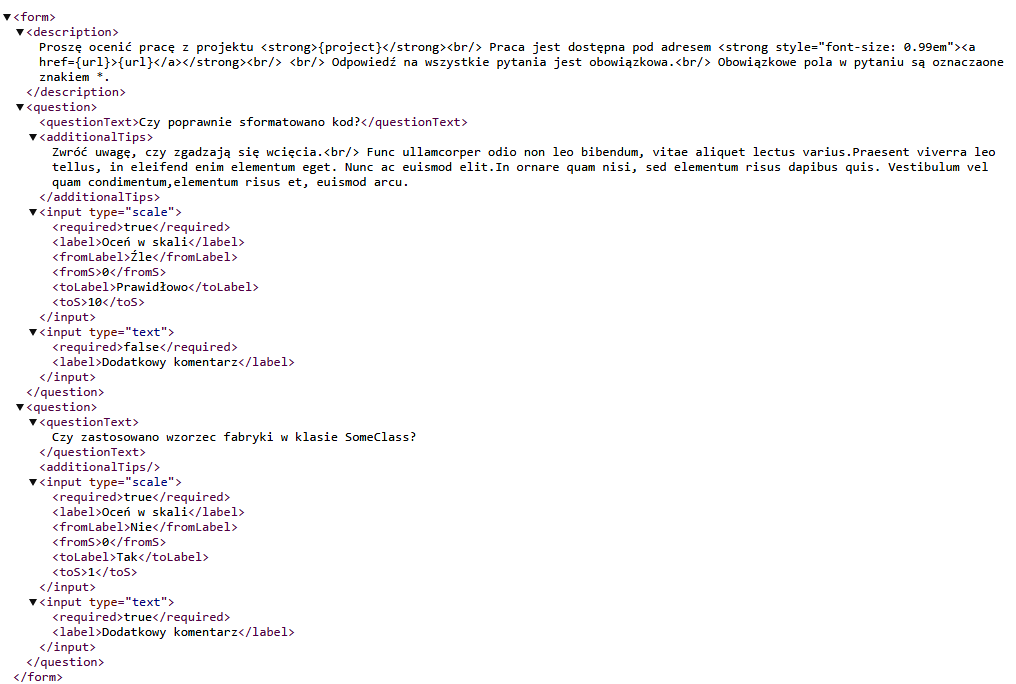 ▼<form>
▼<description>
Proszę ocenić pracę z projektu <strong>{project}</strong><br/> Praca jest dostępna pod adresem <strong style="font-size: 0.99em"><a
href={url}>{url}</a></strong><br/> <br/> Odpowiedź na wszystkie pytania jest obowiązkowa.<br/> Obowiązkowe pola w pytaniu są oznaczaone
znakiem *.
</description>
▼<question>
<questionText>Czy poprawnie sformatowano kod?</questionText>
▼<additionalTips>
Zwróć uwagę, czy zgadzają się wcięcia.<br/> Func ullamcorper odio non leo bibendum, vitae aliquet lectus varius.Praesent viverra leo
tellus, in eleifend enim elementum eget. Nunc ac euismod elit.In ornare quam nisi, sed elementum risus dapibus quis. Vestibulum vel
quam condimentum,elementum risus et, euismod arcu.
</additionalTips>
▼<input type="scale">
<required>true</required>
<label>Oceń w skali</label>
<fromLabel>Źle</fromLabel>
<fromS>0</fromS>
<toLabel>Prawidłowo</toLabel>
<toS>10</toS>
</input>
▼<input type="text">
<required>false</required>
<label>Dodatkowy komentarz</label>
</input>
</question>
▼<question>
▼<questionText>
Czy zastosowano wzorzec fabryki w klasie SomeClass?
</questionText>
<additionalTips/>
▼<input type="scale">
<required>true</required>
<label>Oceń w skali</label>
<fromLabel>Nie</fromLabel>
<fromS>0</fromS>
<toLabel>Tak</toLabel>
<toS>1</toS>
</input>
▼<input type="text">
<required>true</required>
<label>Dodatkowy komentarz</label>
</input>
</question>
</form>